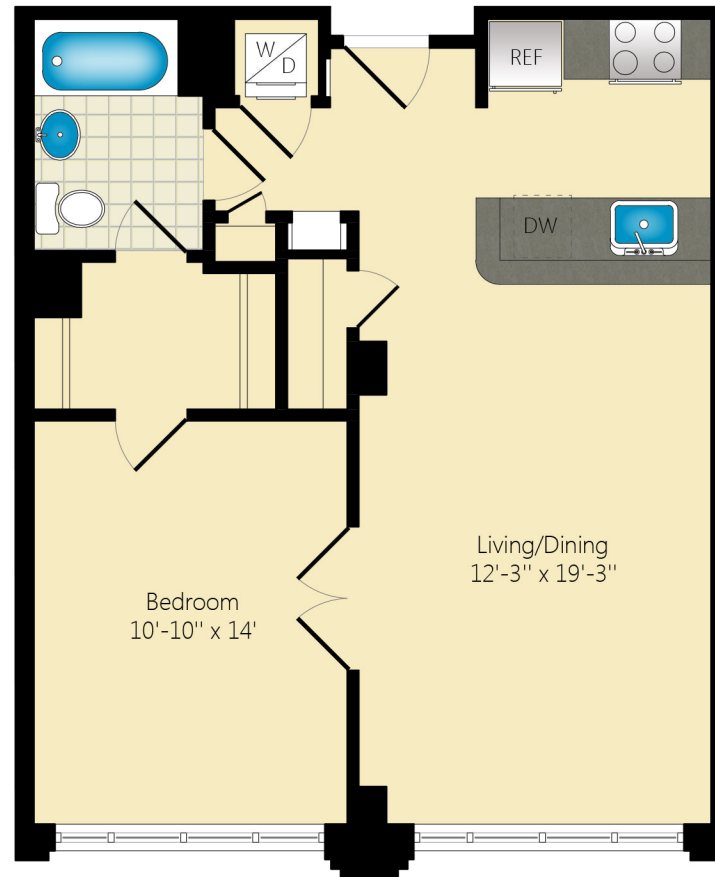 W
D
REF
DW
Living/Dining
12'-3" x 19'-3"
Bedroom
10'-10" x 14'